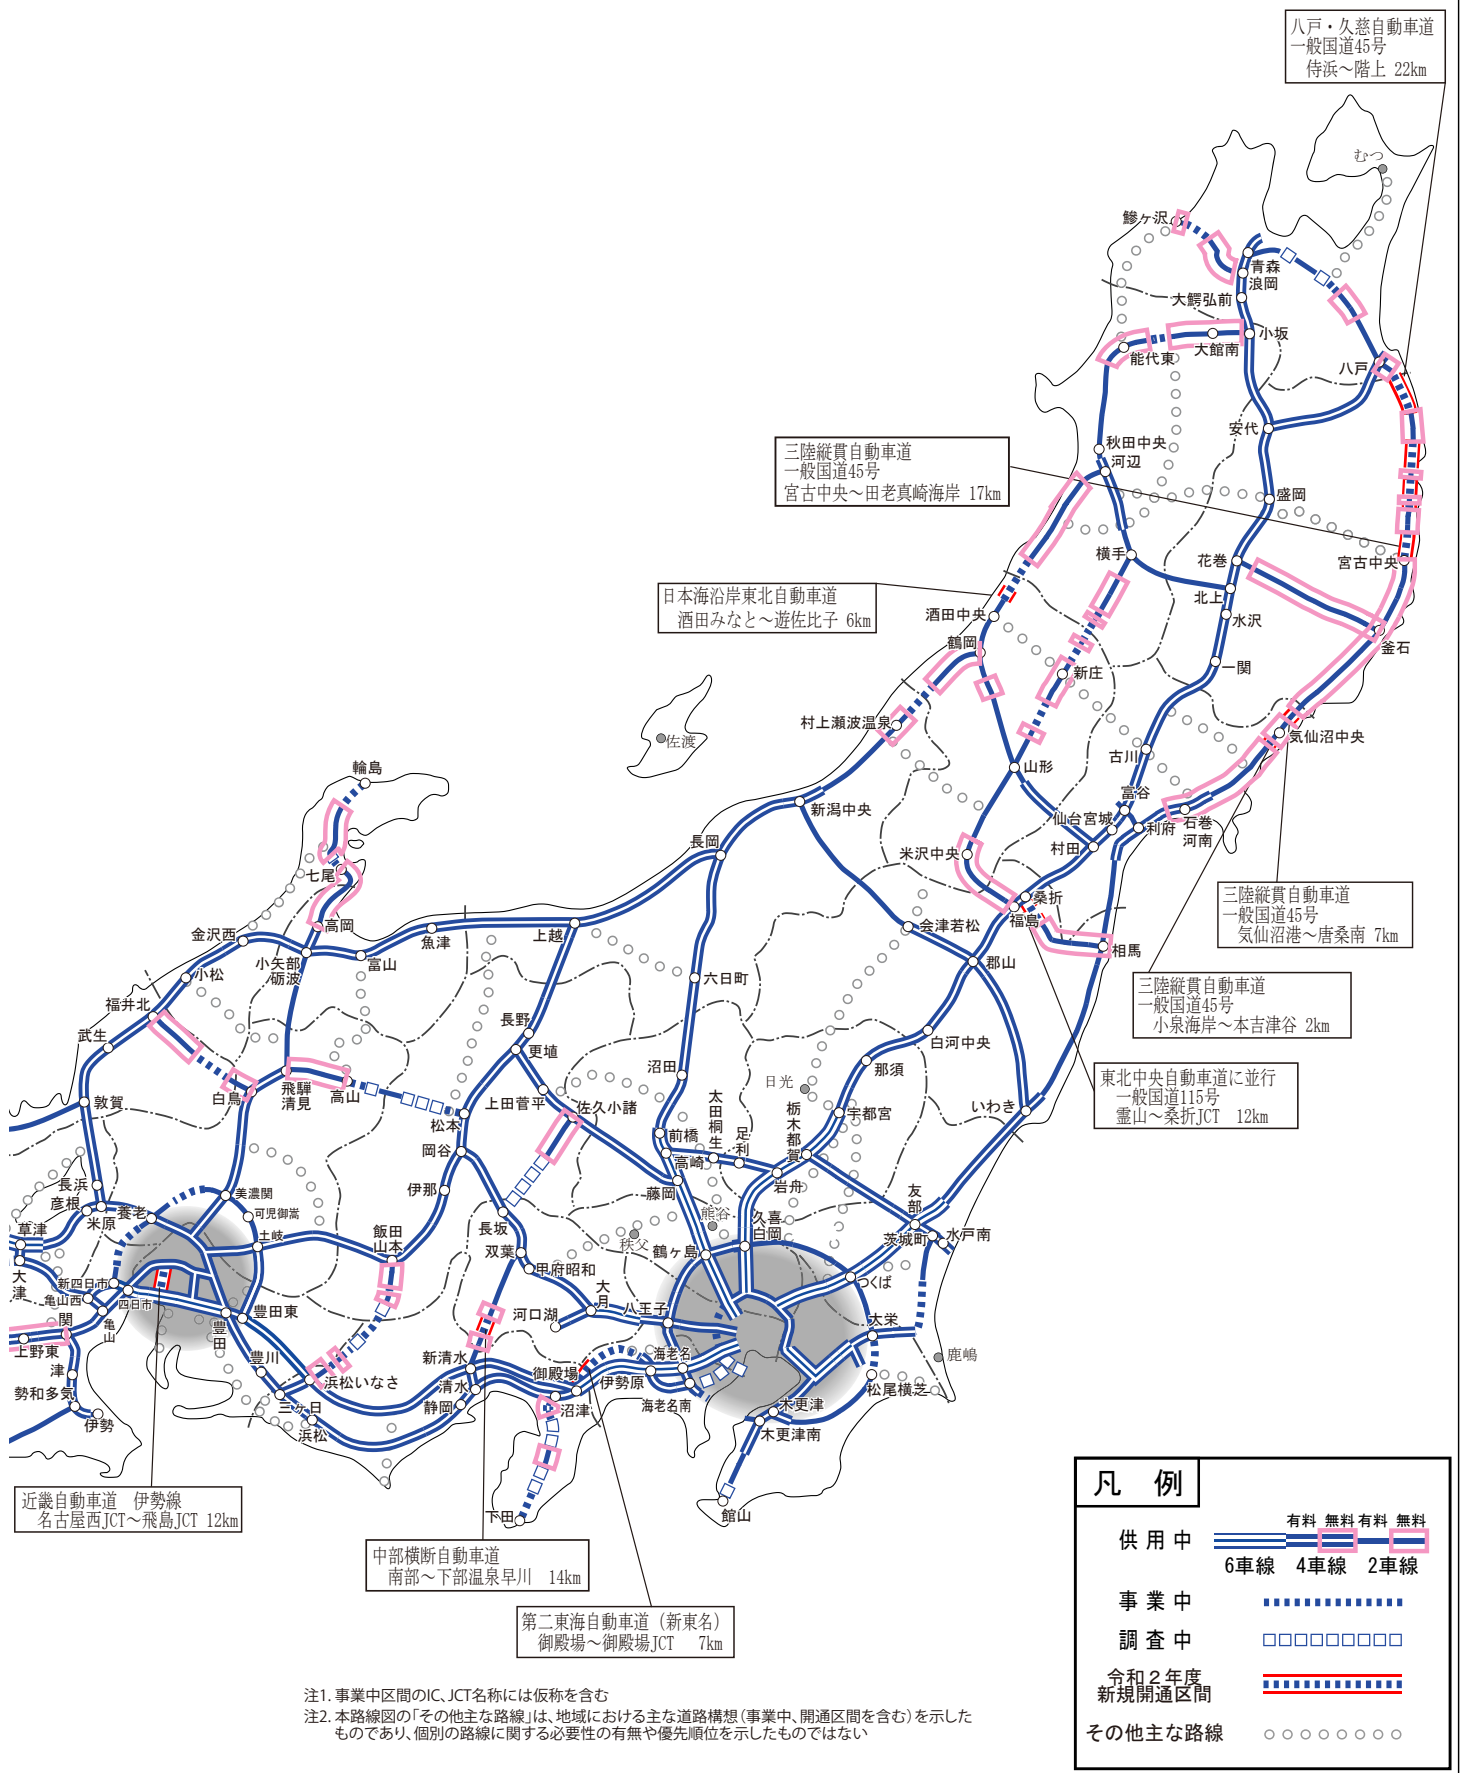 八戸・久慈自動車道
一般国道45号
侍浜～階上 22km
むつ
鰺ヶ沢
青森
浪岡
大鰐弘前
小坂
大館南
能代東
八戸
安代
秋田中央
河辺
三陸縦貫自動車道
一般国道45号
宮古中央～田老真崎海岸 17km
盛岡
横手
花巻
宮古中央
日本海沿岸東北自動車道
酒田みなと～遊佐比子 6km
北上
水沢
酒田中央
鶴岡
釜石
一関
新庄
村上瀬波温泉
気仙沼中央
佐渡
古川
山形
輪島
富谷
新潟中央
仙台宮城
利府
石巻
河南
長岡
村田
米沢中央
七尾
三陸縦貫自動車道
一般国道45号
気仙沼港～唐桑南 7km
桑折
福島
高岡
会津若松
金沢西
魚津
上越
相馬
小矢部
砺波
富山
郡山
小松
六日町
三陸縦貫自動車道
一般国道45号
小泉海岸～本吉津谷 2km
福井北
長野
武生
更埴
白河中央
沼田
那須
東北中央自動車道に並行
一般国道115号
霊山～桑折JCT 12km
日光
白鳥
飛騨
清見
高山
上田菅平
佐久小諸
太田桐生
足利
栃木都賀
宇都宮
いわき
敦賀
松本
前橋
岡谷
高崎
長浜
伊那
藤岡
岩舟
友部
彦根
米原
養老
美濃関
可児御嵩
長坂
熊谷
久喜
白岡
草津
土岐
飯田
山本
双葉
秩父
鶴ヶ島
茨城町
水戸南
大津
新四日市
甲府昭和
つくば
亀山西
四日市
大月
河口湖
八王子
関
亀山
豊田
豊田東
大栄
上野東
豊川
新清水
御殿場
海老名
鹿嶋
津
浜松いなさ
清水
伊勢原
松尾横芝
勢和多気
三ヶ日
静岡
沼津
海老名南
木更津
伊勢
浜松
木更津南
近畿自動車道　伊勢線
名古屋西JCT～飛島JCT 12km
下田
館山
中部横断自動車道
南部～下部温泉早川 14km
第二東海自動車道（新東名）
御殿場～御殿場JCT 7km
凡　例
有料 無料 有料 無料
供用中
6車線 4車線 2車線
事業中
調査中
令和２年度
新規開通区間
その他主な路線
注1. 事業中区間のIC、JCT名称には仮称を含む
注2. 本路線図の「その他主な路線」は、地域における主な道路構想（事業中、開通区間を含む）を示した
ものであり、個別の路線に関する必要性の有無や優先順位を示したものではない